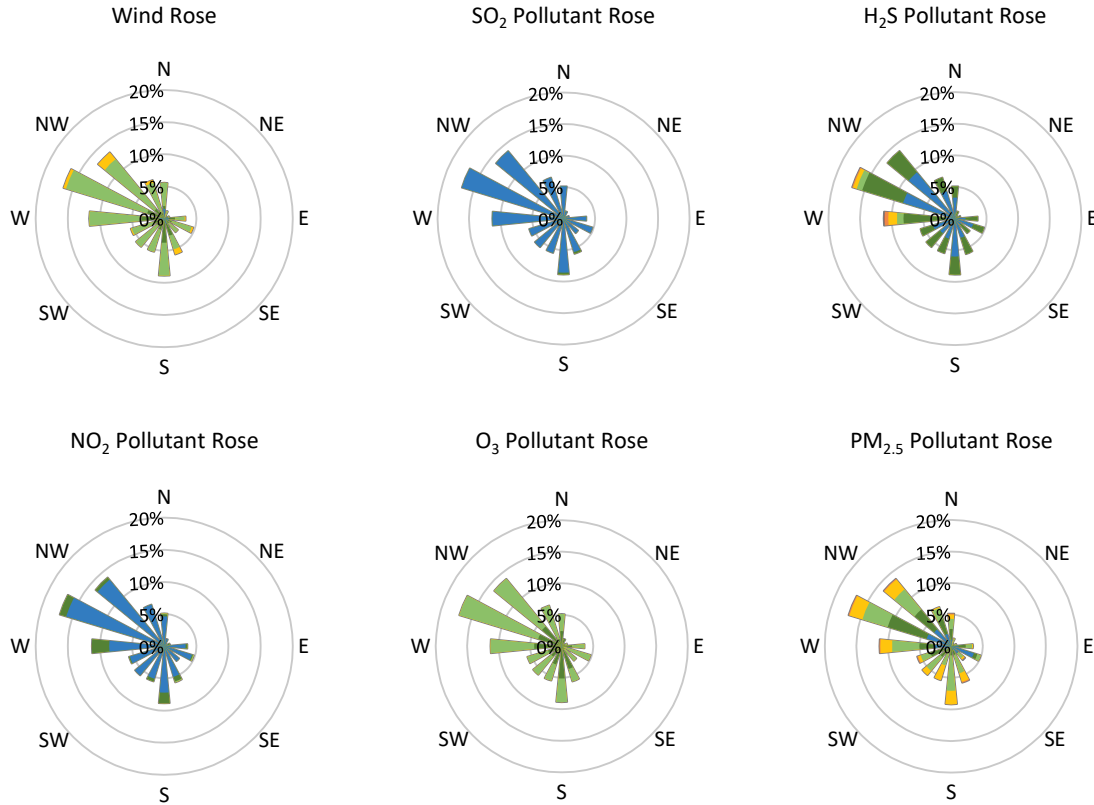 Wind Rose
N
20%
15%
10%
5%
0%
NW
NE
W
E
SW
SE
S
SO₂ Pollutant Rose
N
20%
15%
10%
5%
0%
NW
NE
W
E
SW
SE
S
H₂S Pollutant Rose
N
20%
15%
10%
5%
0%
NW
NE
W
E
SW
SE
S
NO₂ Pollutant Rose
N
20%
15%
10%
5%
0%
NW
NE
W
E
SW
SE
S
O₃ Pollutant Rose
N
20%
15%
10%
5%
0%
NW
NE
W
E
SW
SE
S
PM₂.₅ Pollutant Rose
N
20%
15%
10%
5%
0%
NW
NE
W
E
SW
SE
S